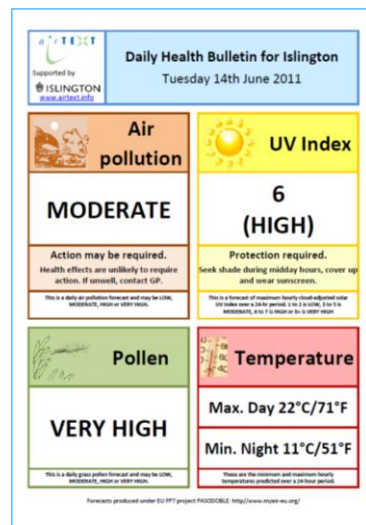 airTEXT
Supported by
ISLINGTON
www.airtext.info
Daily Health Bulletin for Islington
Tuesday 14th June 2011
Air
pollution
MODERATE
Action may be required.
Health effects are unlikely to require
action. If unwell, contact GP.
This is a daily air pollution forecast and may be LOW,
MODERATE, HIGH or VERY HIGH.
UV Index
6
(HIGH)
Protection required.
Seek shade during midday hours, cover up
and wear sunscreen.
This is a forecast of maximum hourly cloud-adjusted solar
UV index over a 24-hr period. 1 to 2 is LOW, 3 to 5 is
MODERATE, 6 to 7 is HIGH or 8+ is VERY HIGH
Pollen
VERY HIGH
This is a daily grass pollen forecast and may be LOW,
MODERATE, HIGH or VERY HIGH.
Temperature
Max. Day 22°C/71°F
Min. Night 11°C/51°F
These are the minimum and maximum hourly
temperatures predicted over a 24-hour period.
Forecasts produced under EU FP7 project PASODOBLE: http://www.myair-eu.org/